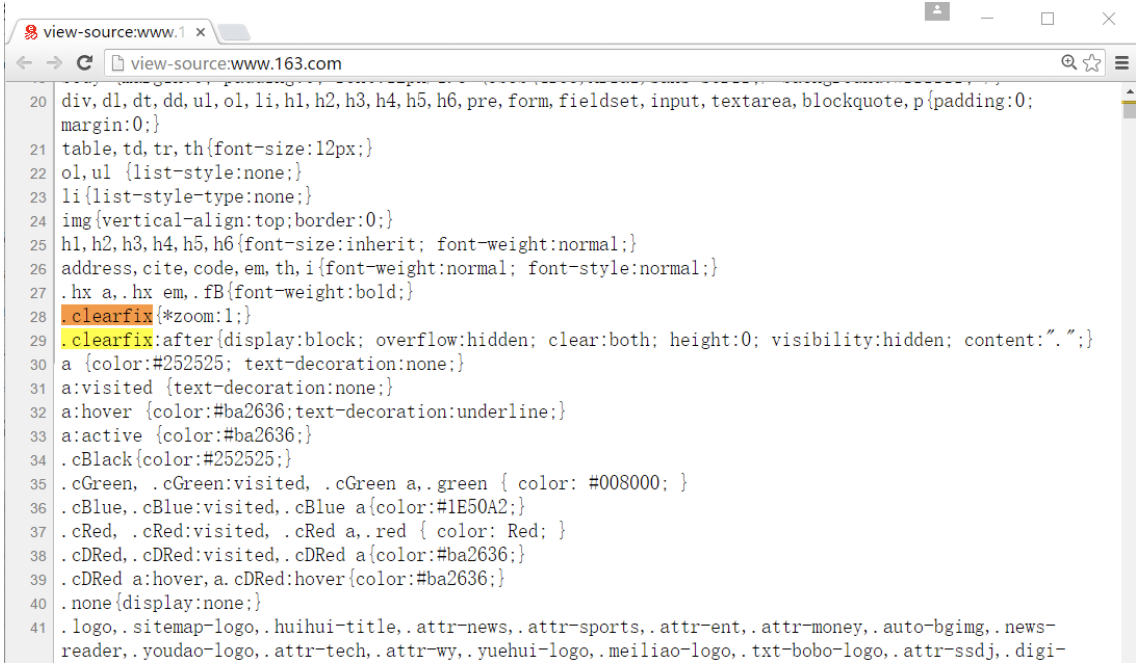 view-source:www.1
view-source:www.163.com
20 div, dl, dt, dd, ul, ol, li, h1, h2, h3, h4, h5, h6, pre, form, fieldset, input, textarea, blockquote, p{padding:0;
margin:0;}
21 table, td, tr, th{font-size:12px;}
22 ol, ul {list-style:none;}
23 li{list-style-type:none;}
24 img{vertical-align:top;border:0;}
25 h1, h2, h3, h4, h5, h6{font-size:inherit; font-weight:normal;}
26 address, cite, code, em, th, i{font-weight:normal; font-style:normal;}
27 .hx a,.hx em,.fB{font-weight:bold;}
28 .clearfix{*zoom:1;}
29 .clearfix:after{display:block; overflow:hidden; clear:both; height:0; visibility:hidden; content:".";}
30 a {color:#252525; text-decoration:none;}
31 a:visited {text-decoration:none;}
32 a:hover {color:#ba2636;text-decoration:underline;}
33 a:active {color:#ba2636;}
34 .cBlack{color:#252525;}
35 .cGreen, .cGreen:visited, .cGreen a,.green { color: #008000; }
36 .cBlue,.cBlue:visited,.cBlue a{color:#1E50A2;}
37 .cRed, .cRed:visited, .cRed a,.red { color: Red; }
38 .cDRed,.cDRed:visited,.cDRed a{color:#ba2636;}
39 .cDRed a:hover,a.cDRed:hover{color:#ba2636;}
40 .none{display:none;}
41 .logo,.sitemap-logo,.huihui-title,.attr-news,.attr-sports,.attr-ent,.attr-money,.auto-bgimg,.news-
reader,.youdao-logo,.attr-tech,.attr-wy,.yuehui-logo,.meiliao-logo,.txt-bobo-logo,.attr-ssdj,.digi-